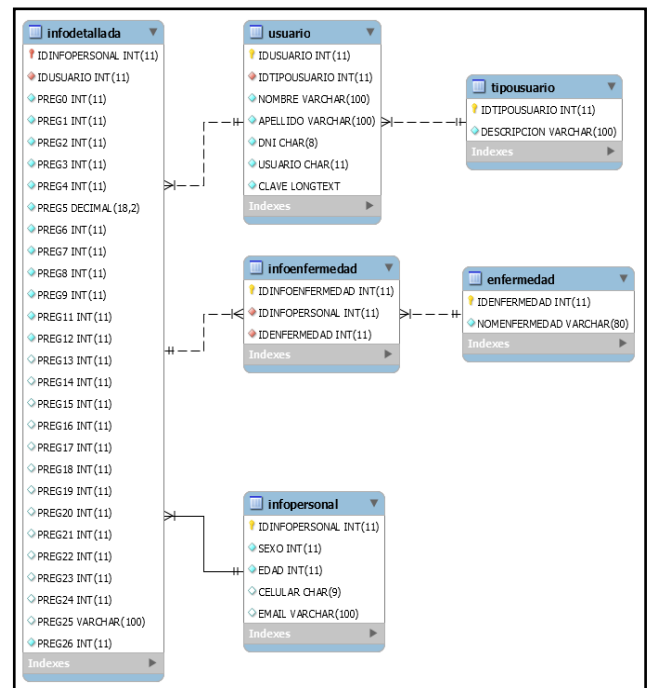 infodetallada
IDINFOPERSONAL INT(11)
IDUSUARIO INT(11)
PREG0 INT(11)
PREG1 INT(11)
PREG2 INT(11)
PREG3 INT(11)
PREG4 INT(11)
PREG5 DECIMAL(18,2)
PREG6 INT(11)
PREG7 INT(11)
PREG8 INT(11)
PREG9 INT(11)
PREG11 INT(11)
PREG12 INT(11)
PREG13 INT(11)
PREG14 INT(11)
PREG15 INT(11)
PREG16 INT(11)
PREG17 INT(11)
PREG18 INT(11)
PREG19 INT(11)
PREG20 INT(11)
PREG21 INT(11)
PREG22 INT(11)
PREG23 INT(11)
PREG24 INT(11)
PREG25 VARCHAR(100)
PREG26 INT(11)
Indexes
usuario
IDUSUARIO INT(11)
IDTIPOUSUARIO INT(11)
NOMBRE VARCHAR(100)
APELLIDO VARCHAR(100)
DNI CHAR(8)
USUARIO CHAR(11)
CLAVE LONGTEXT
Indexes
tipousuario
IDTIPOUSUARIO INT(11)
DESCRIPCION VARCHAR(100)
Indexes
infoenfermedad
IDINFOENFERMEDAD INT(11)
IDINFOPERSONAL INT(11)
IDENFERMEDAD INT(11)
Indexes
enfermedad
IDENFERMEDAD INT(11)
NOMENFERMEDAD VARCHAR(80)
Indexes
infopersonal
IDINFOPERSONAL INT(11)
SEXO INT(11)
EDAD INT(11)
CELULAR CHAR(9)
EMAIL VARCHAR(100)
Indexes